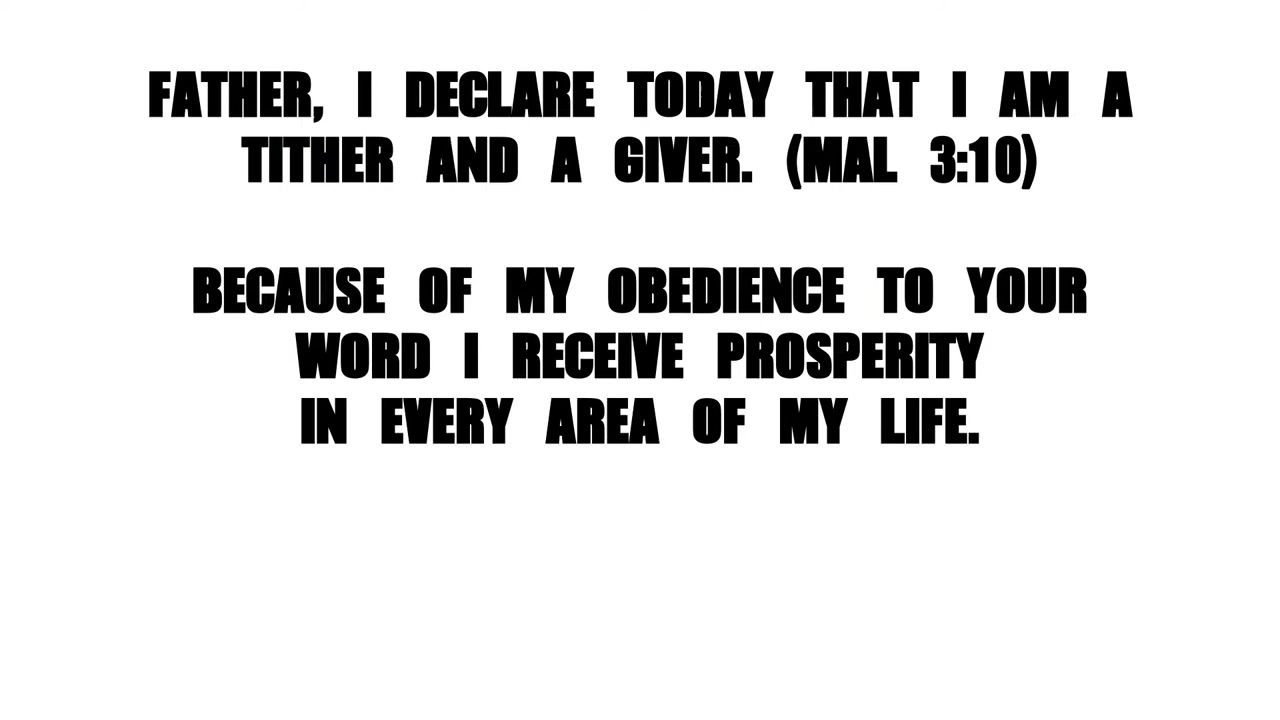 FATHER, I DECLARE TODAY THAT I AM A
TITHER AND A GIVER. (MAL 3:10)
BECAUSE OF MY OBEDIENCE TO YOUR
WORD I RECEIVE PROSPERITY
IN EVERY AREA OF MY LIFE.